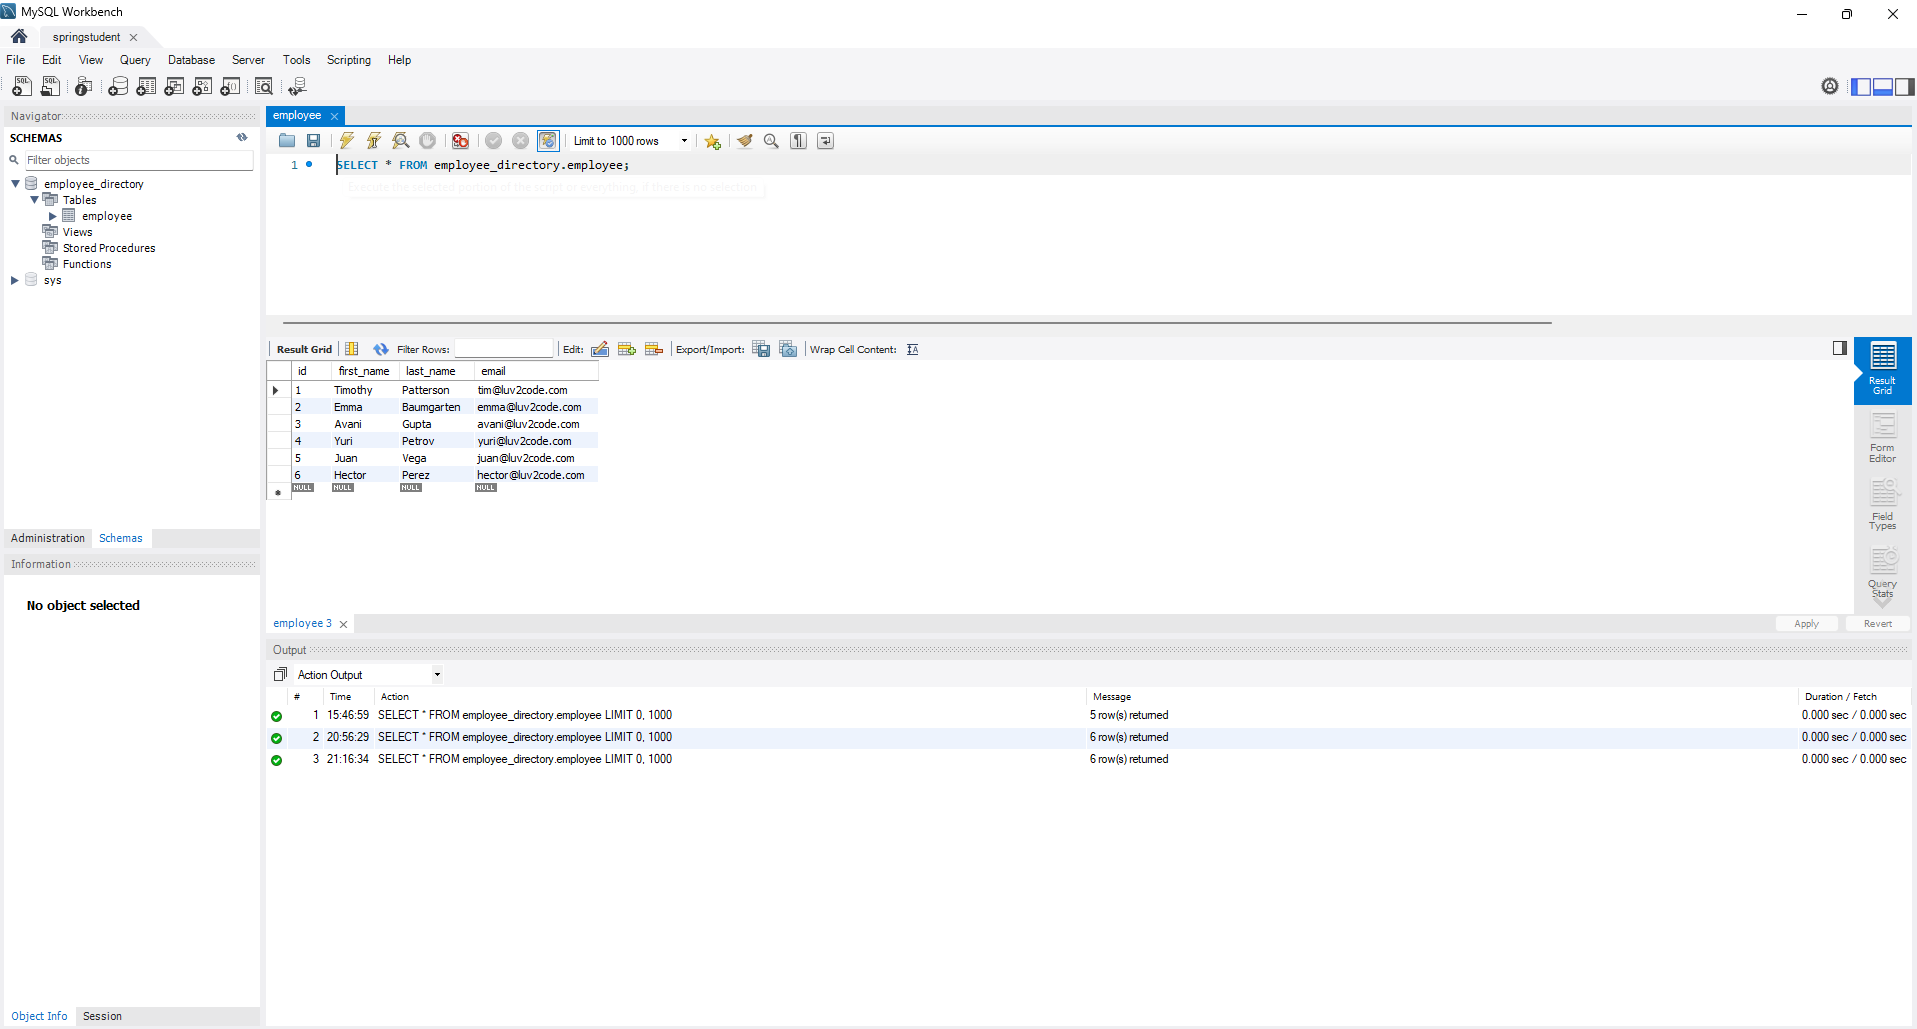 MySQL Workbench
springstudent
File Edit View Query Database Server Tools Scripting Help
Navigator
SCHEMAS
Filter objects
employee_directory
Tables
employee
Views
Stored Procedures
Functions
sys
Administration Schemas
Information
No object selected
Object Info Session
employee
Limit to 1000 rows
1 SELECT * FROM employee_directory.employee;
Execute the selected portion of the script or everything, if there is no selection
Result Grid Filter Rows: Edit: Export/Import: Wrap Cell Content:
id first_name last_name email
1 Timothy Patterson tim@luv2code.com
2 Emma Baumgarten emma@luv2code.com
3 Avani Gupta avani@luv2code.com
4 Yuri Petrov yuri@luv2code.com
5 Juan Vega juan@luv2code.com
6 Hector Perez hector@luv2code.com
NULL NULL NULL NULL
Result
Grid
Form
Editor
Field
Types
Query
Stats
employee 3
Apply Revert
Output
Action Output
# Time Action Message Duration / Fetch
1 15:46:59 SELECT * FROM employee_directory.employee LIMIT 0, 1000 5 row(s) returned 0.000 sec / 0.000 sec
2 20:56:29 SELECT * FROM employee_directory.employee LIMIT 0, 1000 6 row(s) returned 0.000 sec / 0.000 sec
3 21:16:34 SELECT * FROM employee_directory.employee LIMIT 0, 1000 6 row(s) returned 0.000 sec / 0.000 sec